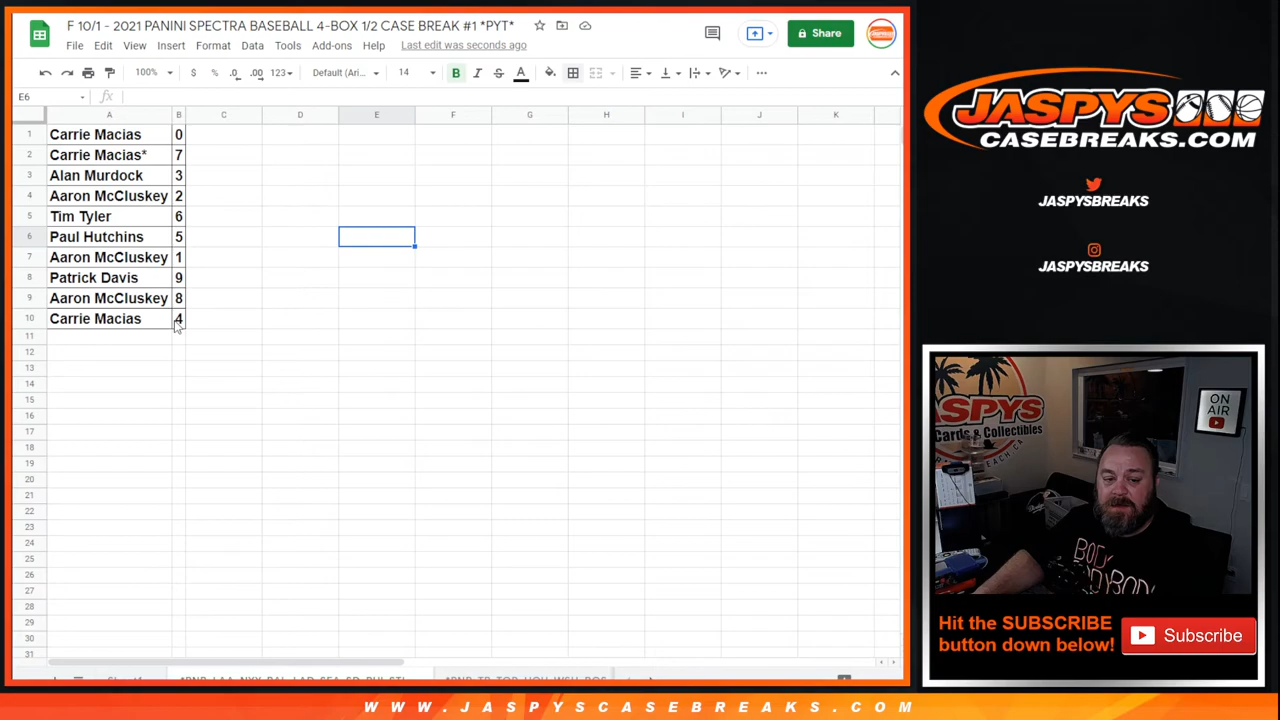 F 10/1 - 2021 PANINI SPECTRA BASEBALL 4-BOX 1/2 CASE BREAK #1 *PYT*
File Edit View Insert Format Data Tools Add-ons Help Last edit was seconds ago
Share
100% $ % .0 .00 123 Default (Ari... 14 B I S A
E6 fx
A B C D E F G H I J K
1 Carrie Macias 0
2 Carrie Macias* 7
3 Alan Murdock 3
4 Aaron McCluskey 2
5 Tim Tyler 6
6 Paul Hutchins 5
7 Aaron McCluskey 1
8 Patrick Davis 9
9 Aaron McCluskey 8
10 Carrie Macias 4
11
12
13
14
15
16
17
18
19
20
21
22
23
24
25
26
27
28
29
30
31
JASPYS
CASEBREAKS.COM
JASPYSBREAKS
JASPYSBREAKS
ASPYS
Cards & Collectibles
ON
AIR
BODY
Hit the SUBSCRIBE
button down below!
Subscribe
WWW.JASPYSCASEBREAKS.COM